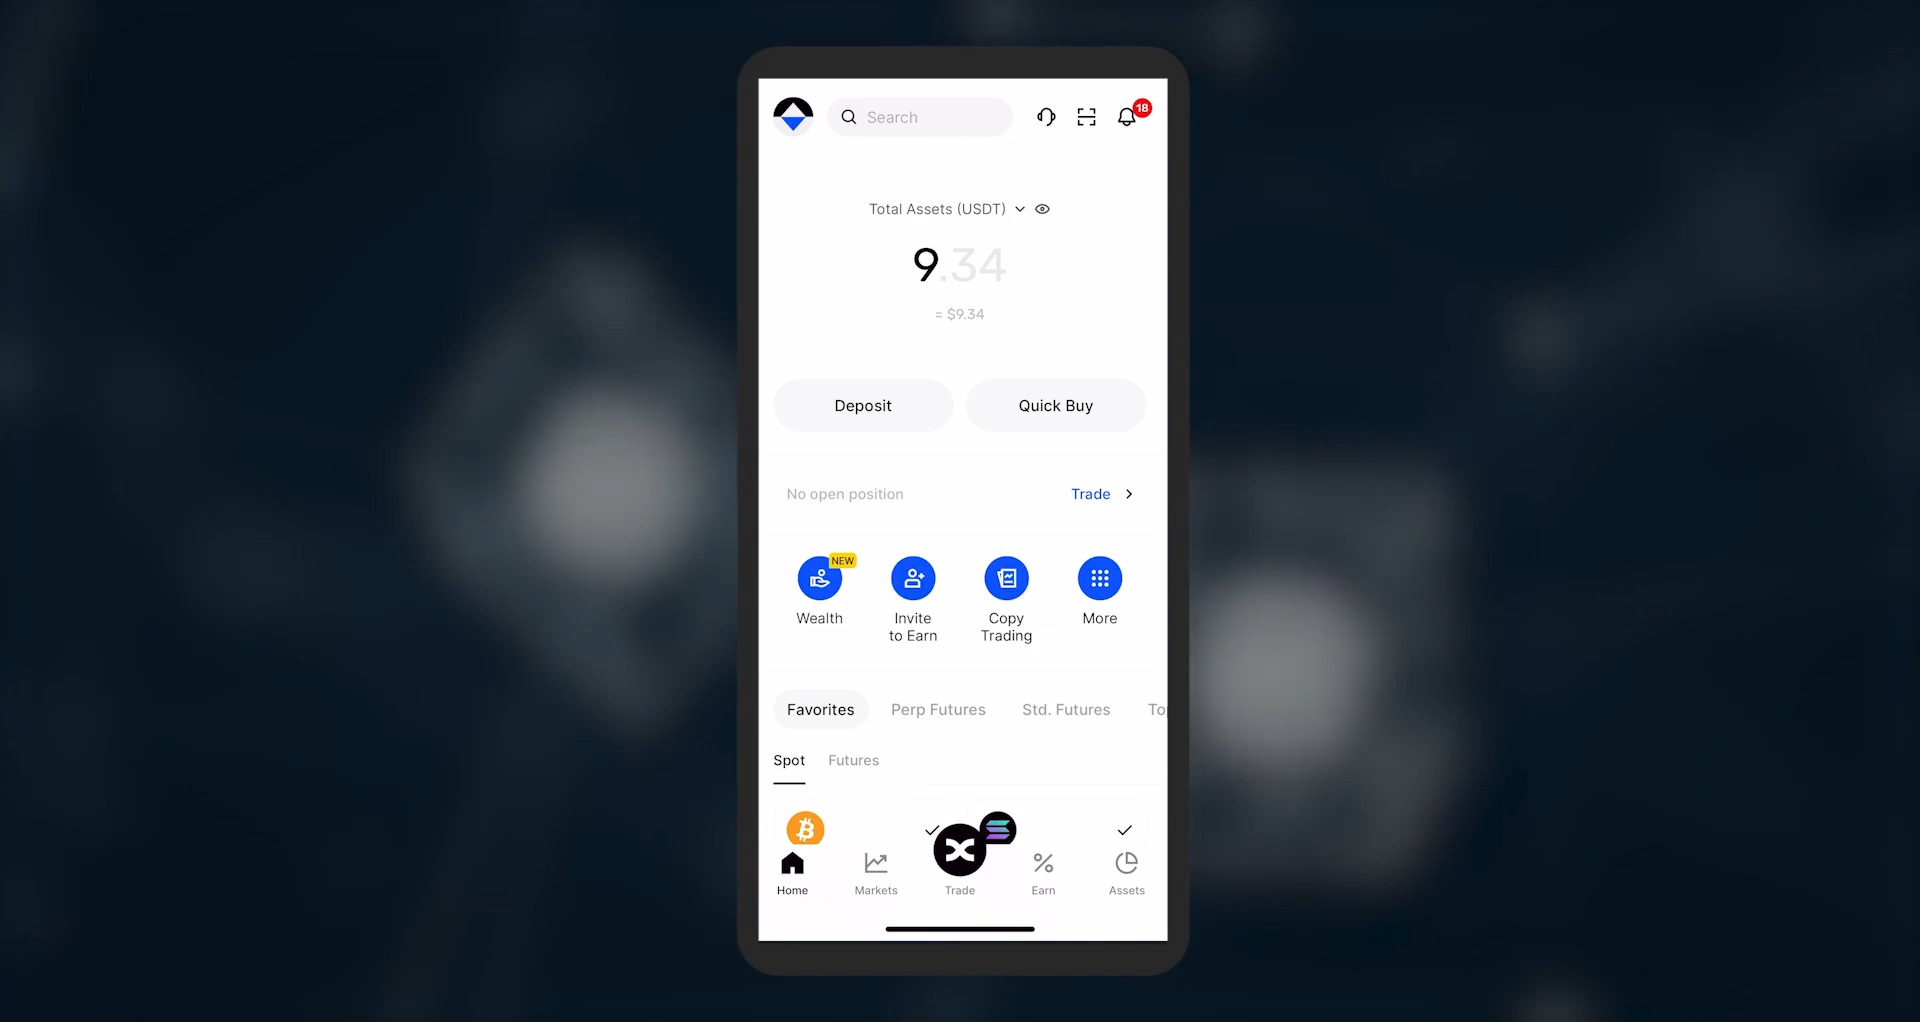 Search
18
Total Assets (USDT)
9.34
≈ $9.34
Deposit
Quick Buy
No open position
Trade
NEW
Wealth
Invite
to Earn
Copy
Trading
More
Favorites
Perp Futures
Std. Futures
To
Spot
Futures
Home
Markets
Trade
Earn
Assets